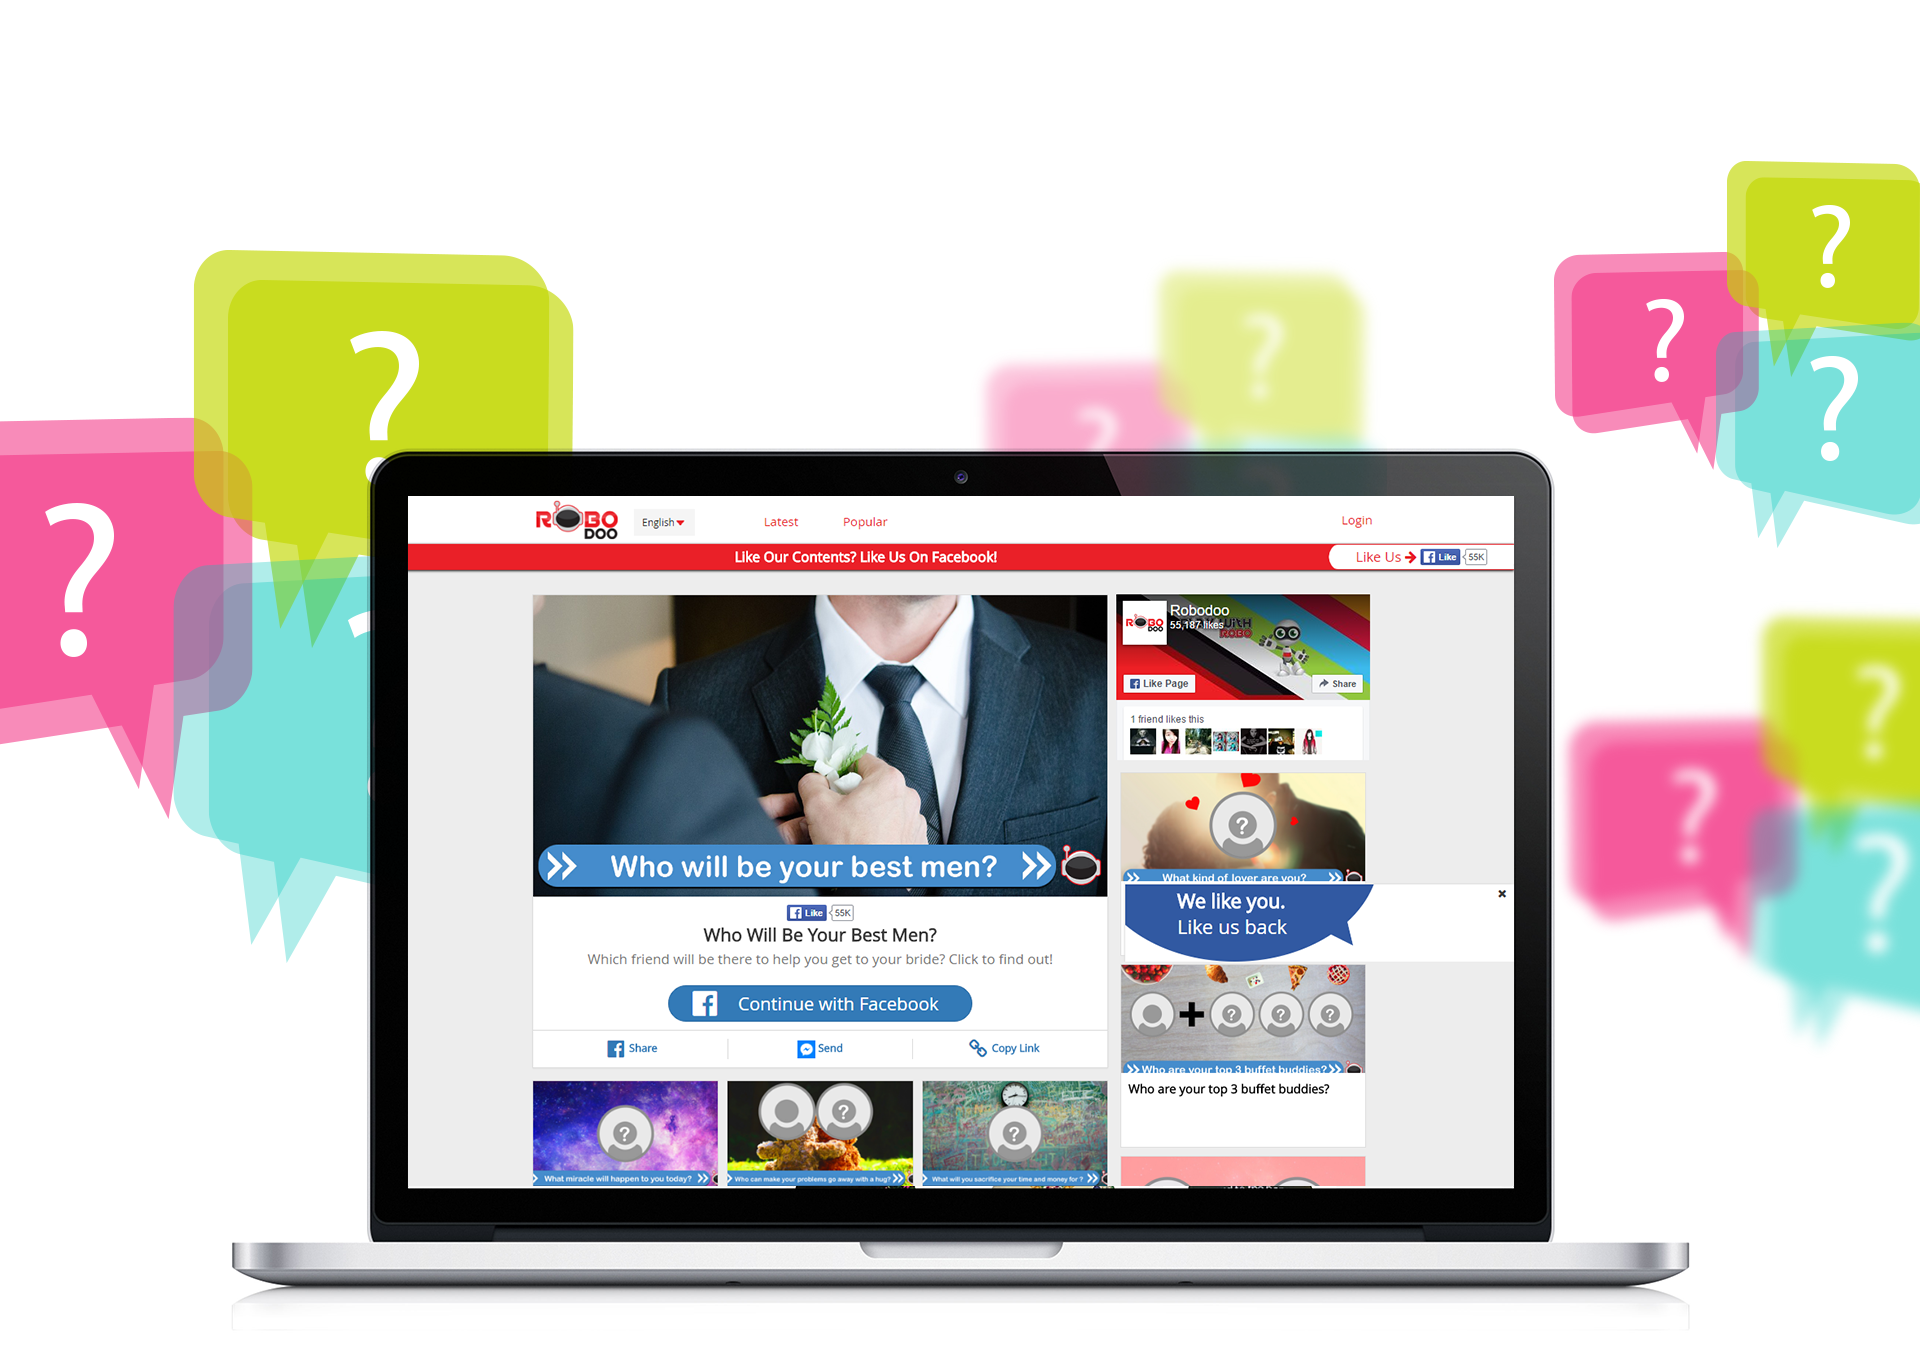 ?
?
?
?
?
?
?
?
?
?
?
ROBO
DOO
English
Latest
Popular
Login
Like Our Contents? Like Us On Facebook!
Like Us
Like
55K
Who will be your best men?
Like
55K
Who Will Be Your Best Men?
Which friend will be there to help you get to your bride? Click to find out!
Continue with Facebook
Share
Send
Copy Link
?
What miracle will happen to you today?
?
Who can make your problems go away with a hug?
?
What will you sacrifice your time and money for ?
ROBO
DOO
Robodoo
55,187 likes
WITH
ROBO
Like Page
Share
1 friend likes this
?
What kind of lover are you?
We like you.
Like us back
+
?
?
?
Who are your top 3 buffet buddies?
Who are your top 3 buffet buddies?